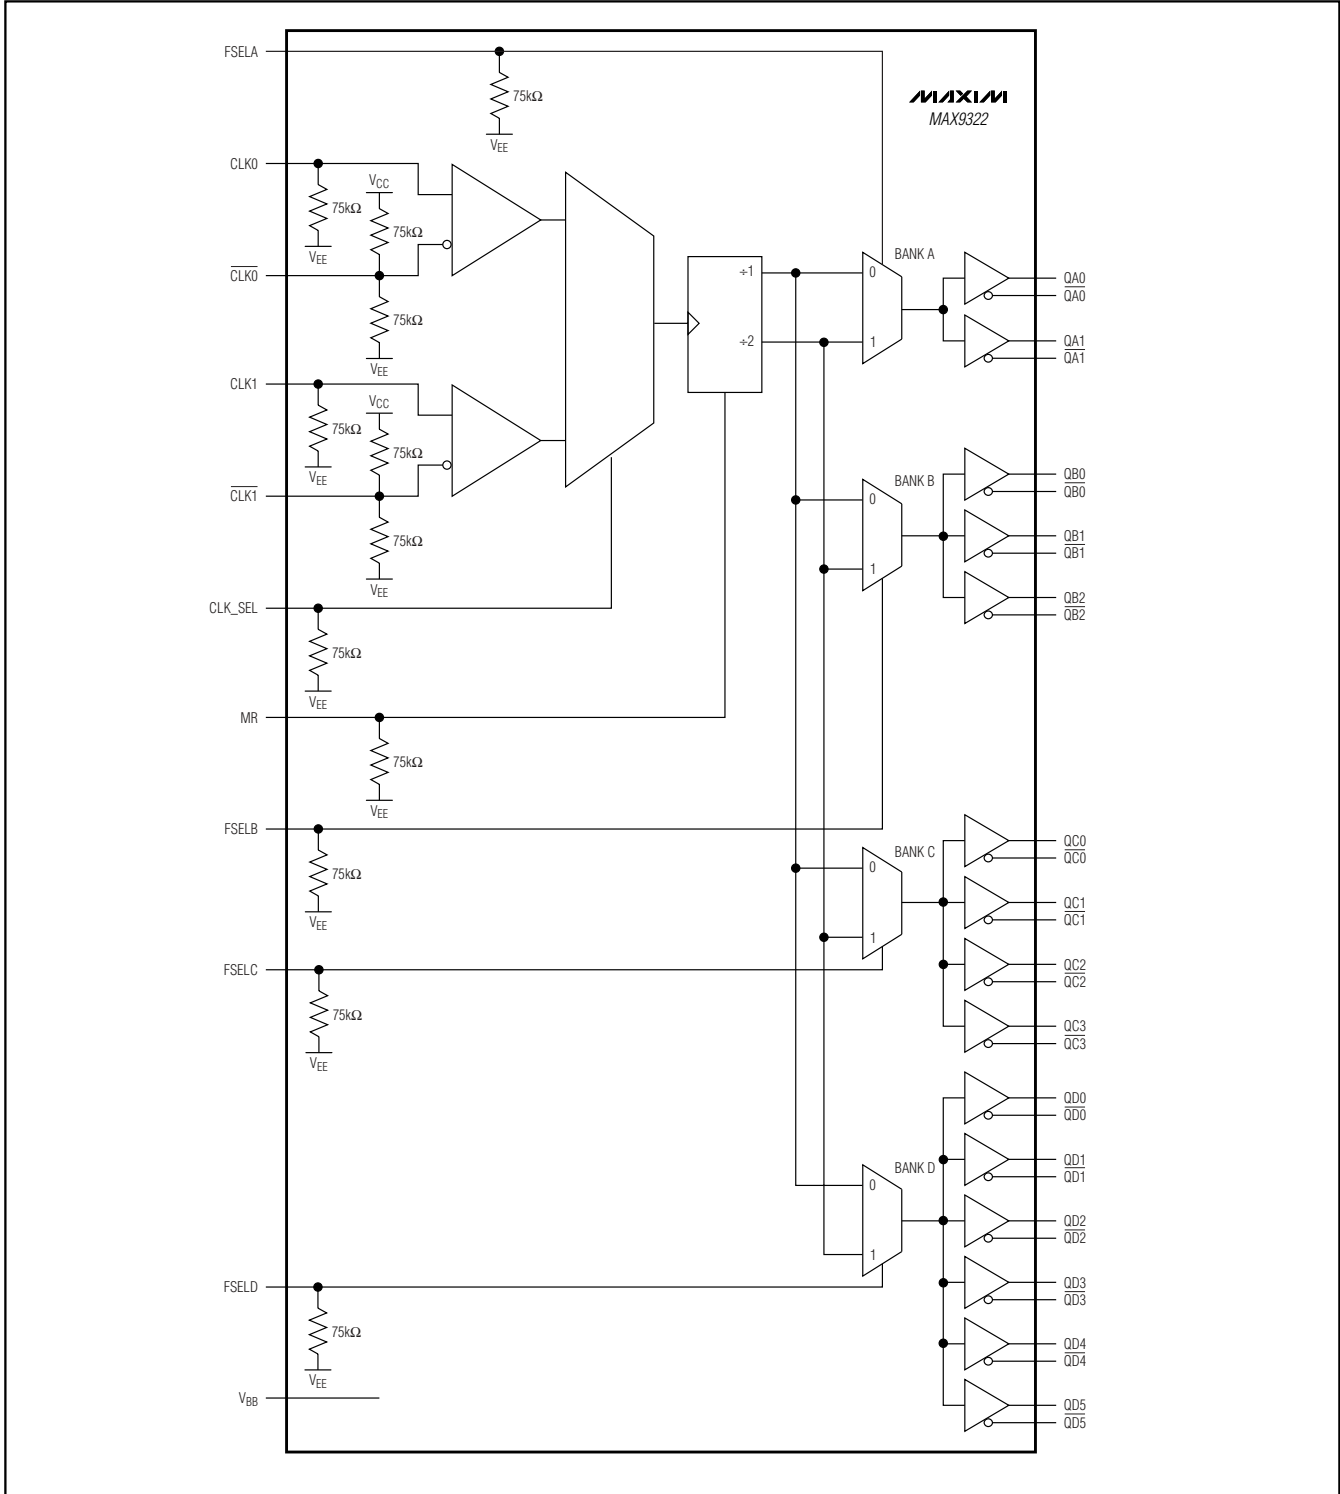 FSELA
75kΩ
VEE
MAXIM
MAX9322
CLK0
75kΩ
VEE
VCC
75kΩ
CLK0
75kΩ
VEE
CLK1
75kΩ
VEE
VCC
75kΩ
CLK1
75kΩ
VEE
CLK_SEL
75kΩ
VEE
MR
75kΩ
VEE
FSELB
75kΩ
VEE
FSELC
75kΩ
VEE
FSELD
75kΩ
VEE
VBB
÷1
÷2
BANK A
0
1
QA0
QA0
QA1
QA1
BANK B
0
1
QB0
QB0
QB1
QB1
QB2
QB2
BANK C
0
1
QC0
QC0
QC1
QC1
QC2
QC2
QC3
QC3
BANK D
0
1
QD0
QD0
QD1
QD1
QD2
QD2
QD3
QD3
QD4
QD4
QD5
QD5